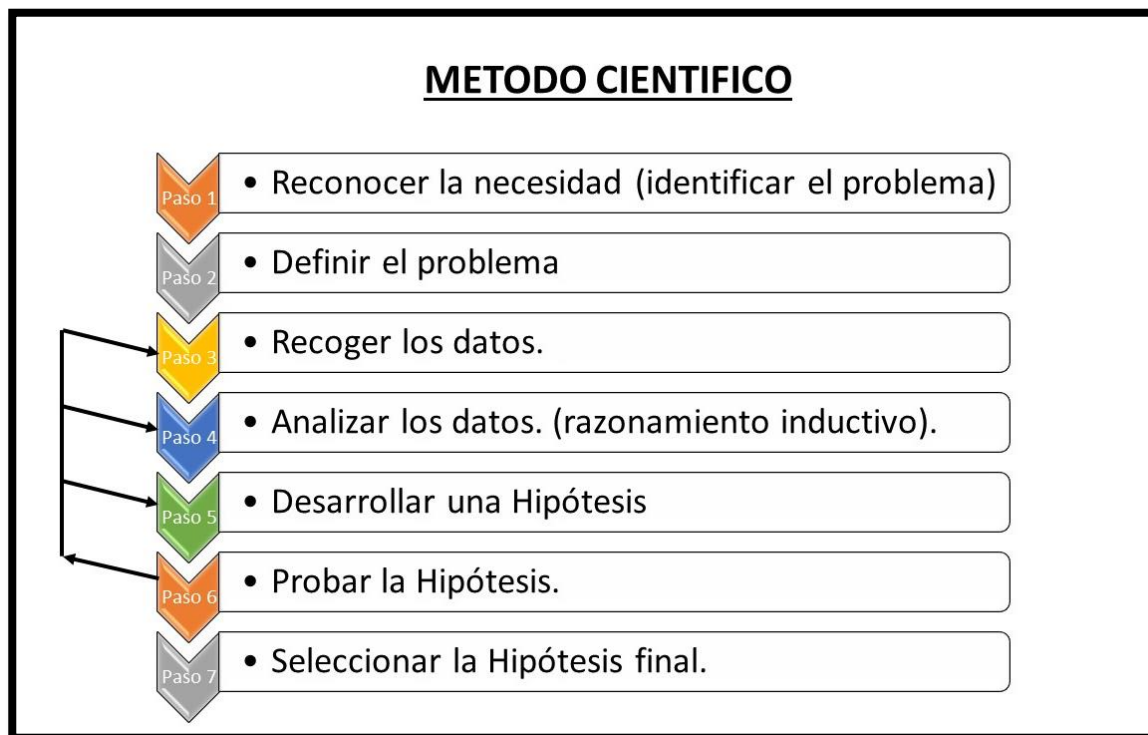 METODO CIENTIFICO
Paso 1
• Reconocer la necesidad (identificar el problema)
Paso 2
• Definir el problema
Paso 3
• Recoger los datos.
Paso 4
• Analizar los datos. (razonamiento inductivo).
Paso 5
• Desarrollar una Hipótesis
Paso 6
• Probar la Hipótesis.
Paso 7
• Seleccionar la Hipótesis final.